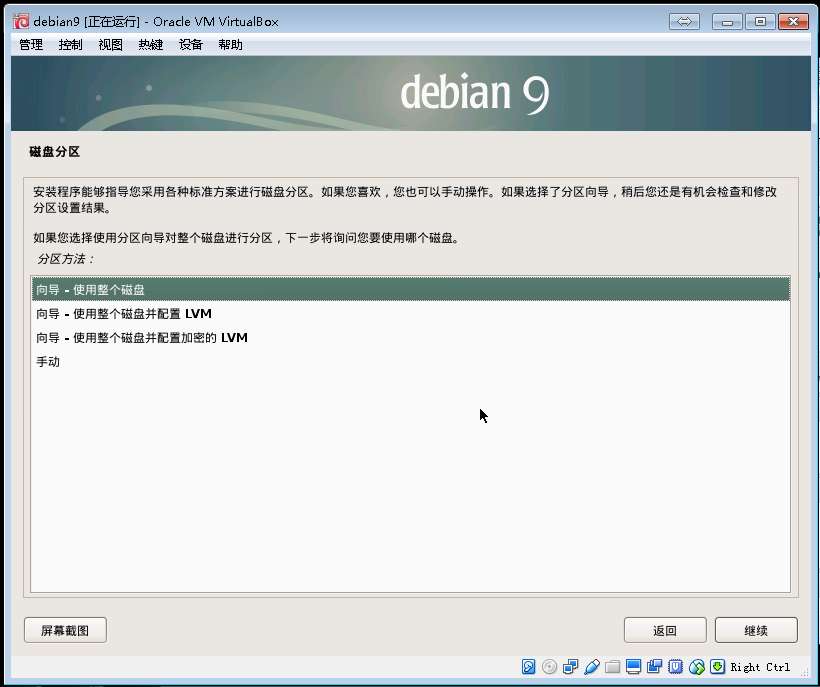 debian9 [正在运行] - Oracle VM VirtualBox
管理 控制 视图 热键 设备 帮助
debian 9
磁盘分区
安装程序能够指导您采用各种标准方案进行磁盘分区。如果您喜欢，您也可以手动操作。如果选择了分区向导，稍后您还是有机会检查和修改
分区设置结果。
如果您选择使用分区向导对整个磁盘进行分区，下一步将询问您要使用哪个磁盘。
分区方法：
向导 - 使用整个磁盘
向导 - 使用整个磁盘并配置 LVM
向导 - 使用整个磁盘并配置加密的 LVM
手动
屏幕截图 返回 继续
Right Ctrl